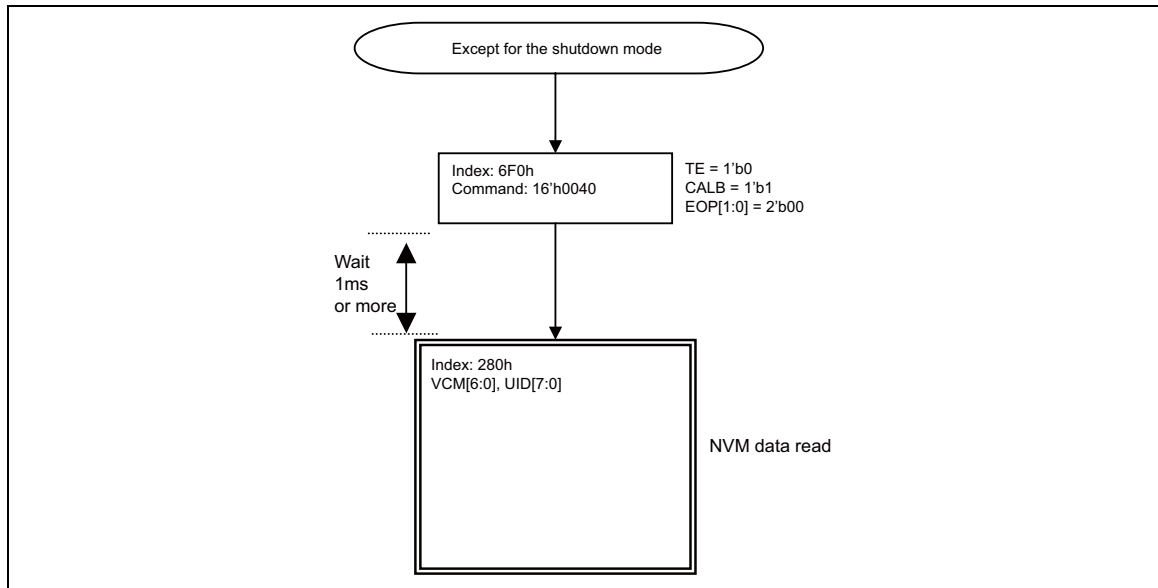 Except for the shutdown mode
Index: 6F0h
Command: 16’h0040
TE = 1’b0
CALB = 1’b1
EOP[1:0] = 2’b00
Wait
1ms
or more
Index: 280h
VCM[6:0], UID[7:0]
NVM data read